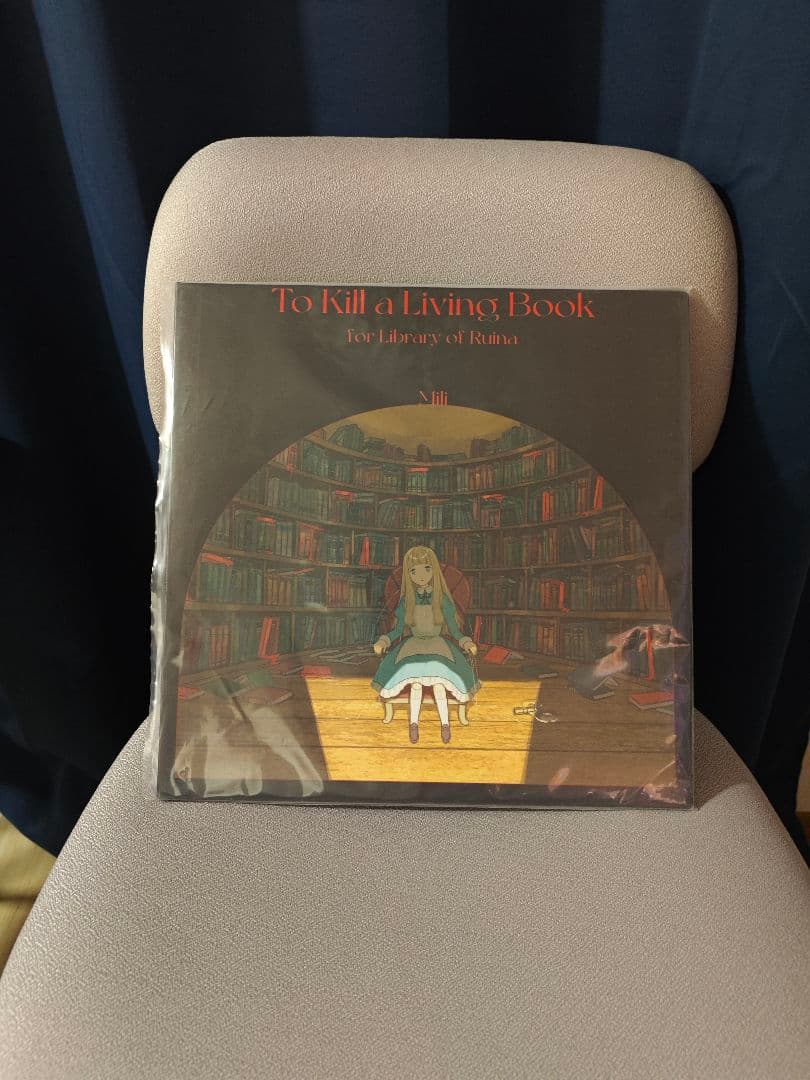 To Kill a Living Book
for Library of Ruina
Mili